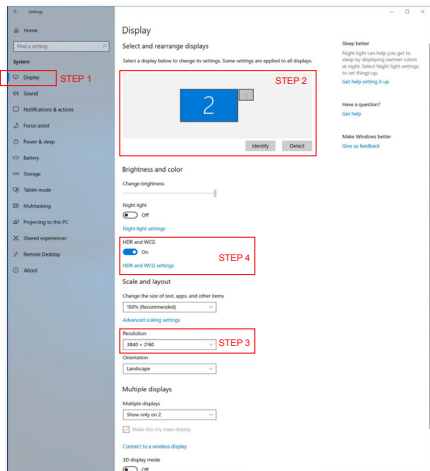 Settings
Home
Find a setting
System
Display
STEP 1
Sound
Notifications & actions
Focus assist
Power & sleep
Battery
Storage
Tablet mode
Multitasking
Projecting to this PC
Shared experiences
Remote Desktop
About
Display
Select and rearrange displays
Select a display below to change its settings. Some settings are applied to all displays.
STEP 2
2
1
Identify
Detect
Brightness and color
Change brightness
Night light
Off
Night light settings
HDR and WCG
On
STEP 4
HDR and WCG settings
Scale and layout
Change the size of text, apps, and other items
150% (Recommended)
Advanced scaling settings
Resolution
3840 × 2160
STEP 3
Orientation
Landscape
Multiple displays
Multiple displays
Show only on 2
Make this my main display
Connect to a wireless display
3D display mode
Off
Sleep better
Night light can help you get to
sleep by displaying warmer colors
at night. Select Night light settings
to set things up.
Get help setting it up
Have a question?
Get help
Make Windows better
Give us feedback